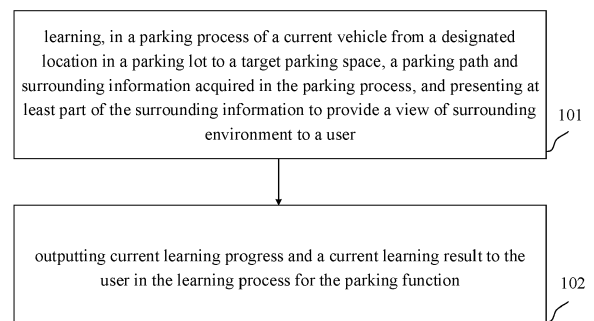 learning, in a parking process of a current vehicle from a designated
location in a parking lot to a target parking space, a parking path and
surrounding information acquired in the parking process, and presenting at
least part of the surrounding information to provide a view of surrounding
environment to a user
101
outputting current learning progress and a current learning result to the
user in the learning process for the parking function
102